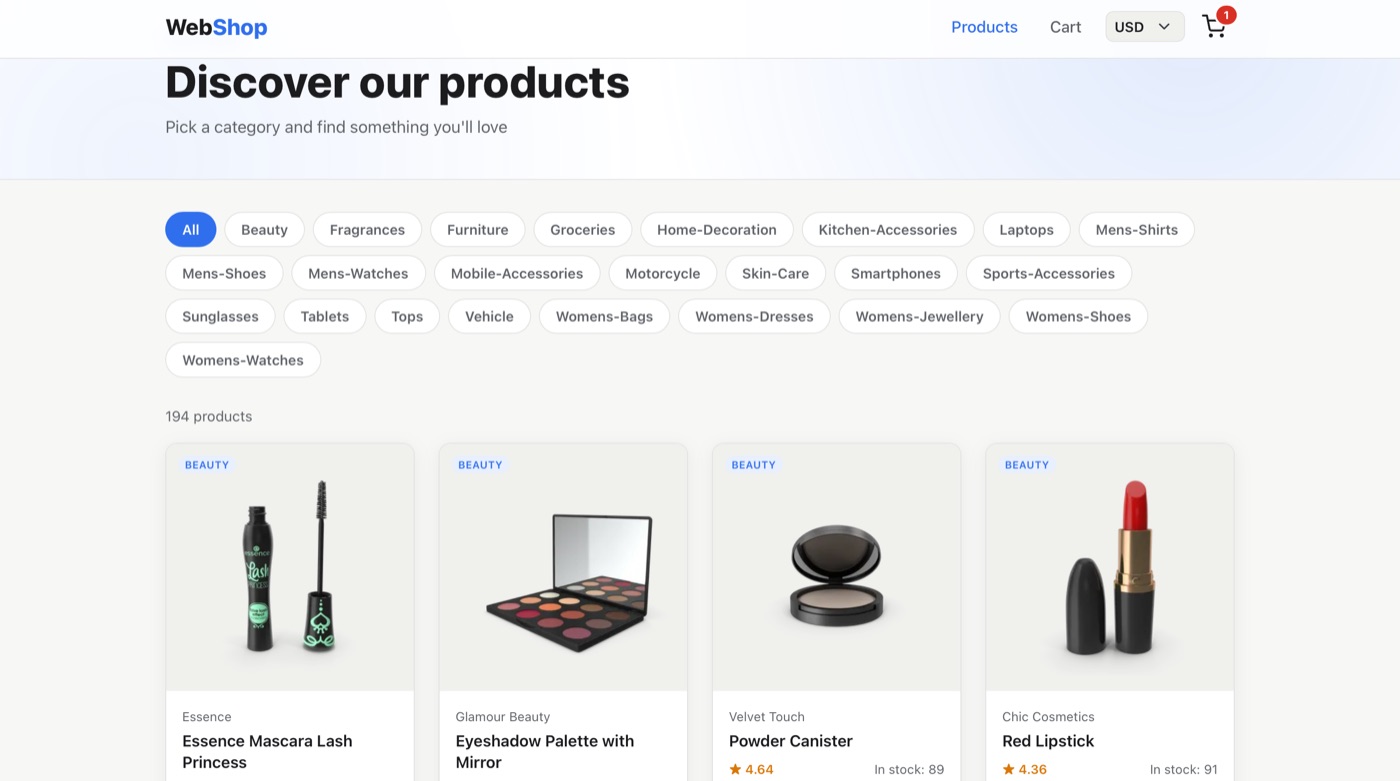 WebShop
Products
Cart
USD
1
Discover our products
Pick a category and find something you'll love
All
Beauty
Fragrances
Furniture
Groceries
Home-Decoration
Kitchen-Accessories
Laptops
Mens-Shirts
Mens-Shoes
Mens-Watches
Mobile-Accessories
Motorcycle
Skin-Care
Smartphones
Sports-Accessories
Sunglasses
Tablets
Tops
Vehicle
Womens-Bags
Womens-Dresses
Womens-Jewellery
Womens-Shoes
Womens-Watches
194 products
BEAUTY
essence
Lash
PRINCESS
Essence
Essence Mascara Lash
Princess
BEAUTY
Glamour Beauty
Eyeshadow Palette with
Mirror
BEAUTY
Velvet Touch
Powder Canister
4.64
In stock: 89
BEAUTY
Chic Cosmetics
Red Lipstick
4.36
In stock: 91